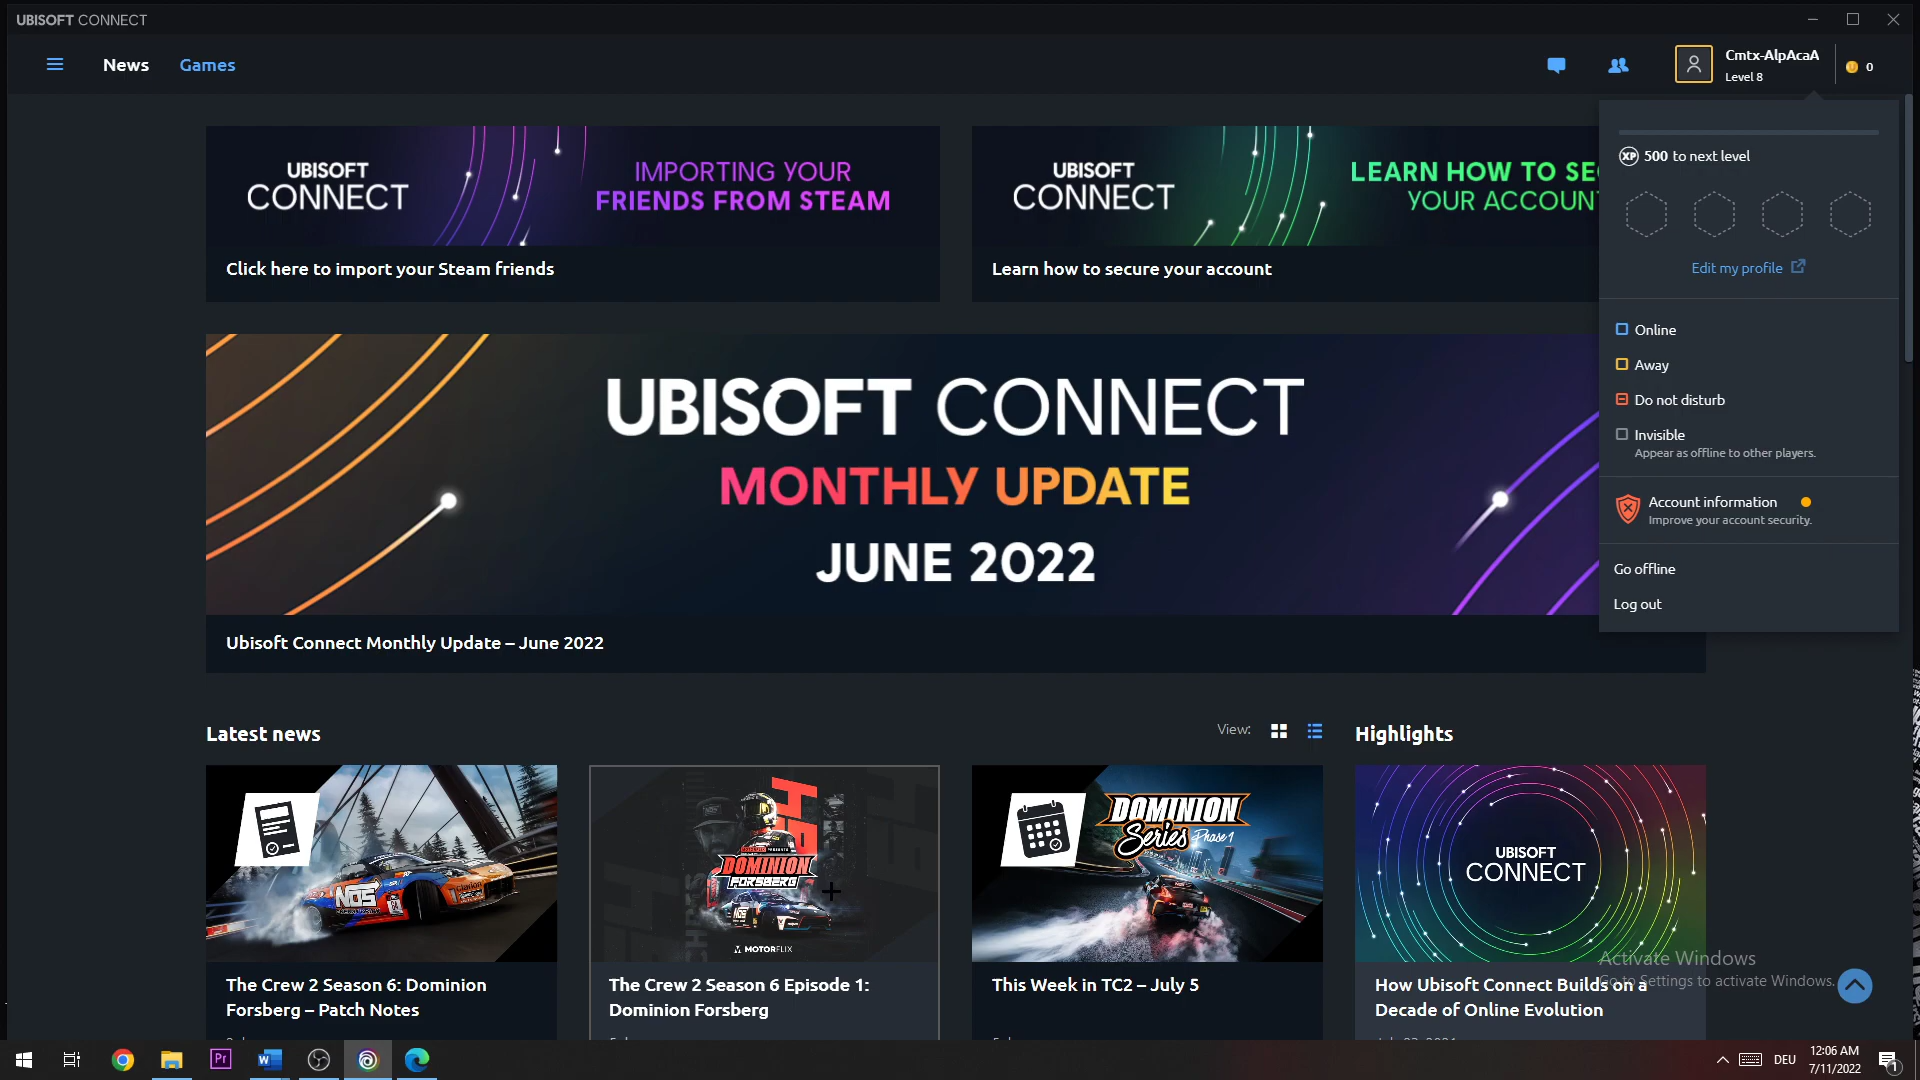 UBISOFT CONNECT
News
Games
Cmtx-AlpAcaA
Level 8
0
UBISOFT
CONNECT
IMPORTING YOUR
FRIENDS FROM STEAM
Click here to import your Steam friends
UBISOFT
CONNECT
LEARN HOW TO SE
YOUR ACCOUNT
Learn how to secure your account
XP 500 to next level
Edit my profile
Online
Away
Do not disturb
Invisible
Appear as offline to other players.
Account information
Improve your account security.
Go offline
Log out
UBISOFT CONNECT
MONTHLY UPDATE
JUNE 2022
Ubisoft Connect Monthly Update – June 2022
Latest news
View:
Highlights
NOS
DOMINION
FORSBERG
NOS
MOTORFLIX
DOMINION
Series Phase 1
UBISOFT
CONNECT
The Crew 2 Season 6: Dominion
Forsberg – Patch Notes
The Crew 2 Season 6 Episode 1:
Dominion Forsberg
This Week in TC2 – July 5
How Ubisoft Connect Builds on a
Decade of Online Evolution
Activate Windows
Go to Settings to activate Windows.
Pr
W
DEU
12:06 AM
7/11/2022
1